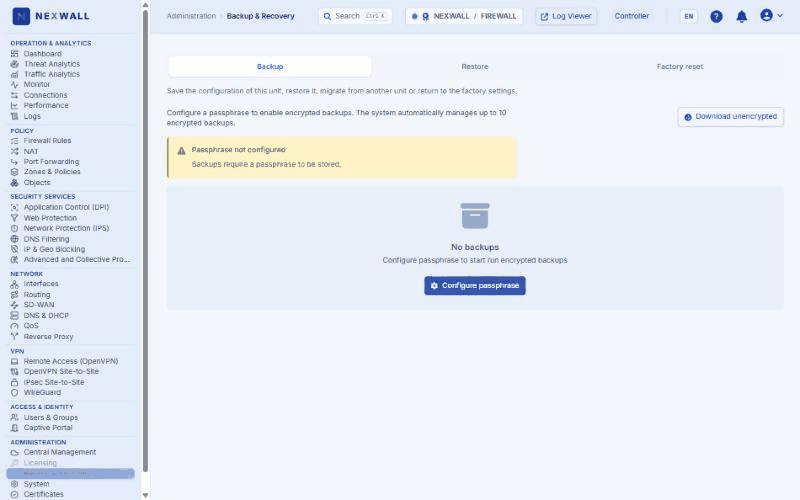 NEXWALL
Administration
Backup & Recovery
Search Ctrl K
NEXWALL / FIREWALL
Log Viewer
Controller
EN
OPERATION & ANALYTICS
Dashboard
Threat Analytics
Traffic Analytics
Monitor
Connections
Performance
Logs
POLICY
Firewall Rules
NAT
Port Forwarding
Zones & Policies
Objects
SECURITY SERVICES
Application Control (DPI)
Web Protection
Network Protection (IPS)
DNS Filtering
IP & Geo Blocking
Advanced and Collective Pro...
NETWORK
Interfaces
Routing
SD-WAN
DNS & DHCP
QoS
Reverse Proxy
VPN
Remote Access (OpenVPN)
OpenVPN Site-to-Site
IPsec Site-to-Site
WireGuard
ACCESS & IDENTITY
Users & Groups
Captive Portal
ADMINISTRATION
Central Management
Licensing
System
Certificates
Backup
Restore
Factory reset
Save the configuration of this unit, restore it, migrate from another unit or return to the factory settings.
Configure a passphrase to enable encrypted backups. The system automatically manages up to 10
encrypted backups.
Download unencrypted
Passphrase not configured
Backups require a passphrase to be stored.
No backups
Configure passphrase to start run encrypted backups
Configure passphrase